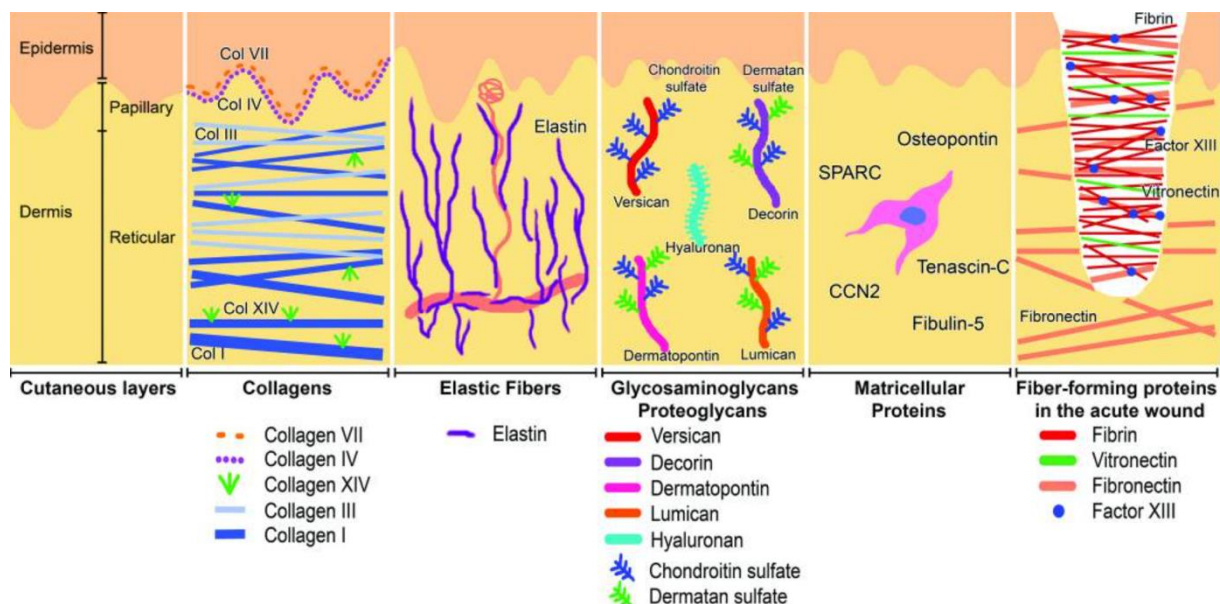 Epidermis
Papillary
Dermis
Reticular
Cutaneous layers
Col VII
Col IV
Col III
Col XIV
Col I
Collagens
Collagen VII
Collagen IV
Collagen XIV
Collagen III
Collagen I
Elastin
Elastic Fibers
Elastin
Chondroitin
sulfate
Dermatan
sulfate
Versican
Decorin
Hyaluronan
Dermatopontin
Lumican
Glycosaminoglycans
Proteoglycans
Versican
Decorin
Dermatopontin
Lumican
Hyaluronan
Chondroitin sulfate
Dermatan sulfate
Osteopontin
SPARC
Tenascin-C
CCN2
Fibulin-5
Matricellular
Proteins
Fibrin
Factor XIII
Vitronectin
Fibronectin
Fiber-forming proteins
in the acute wound
Fibrin
Vitronectin
Fibronectin
Factor XIII